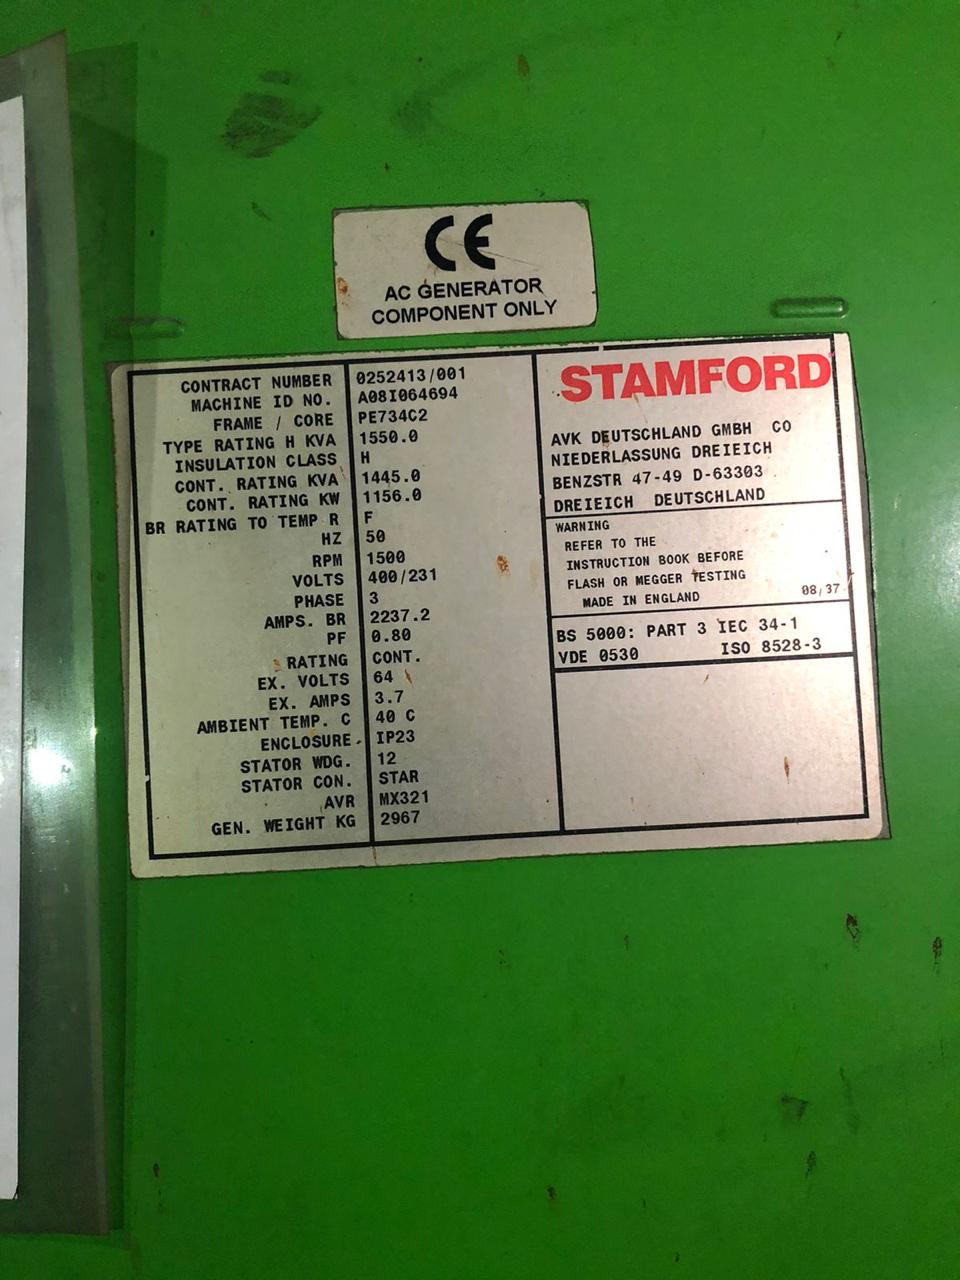 CE
AC GENERATOR
COMPONENT ONLY
CONTRACT NUMBER 0252413/001
MACHINE ID NO. A08I064694
FRAME / CORE PE734C2
TYPE RATING H KVA 1550.0
INSULATION CLASS H
CONT. RATING KVA 1445.0
CONT. RATING KW 1156.0
BR RATING TO TEMP R F
HZ 50
RPM 1500
VOLTS 400/231
PHASE 3
AMPS. BR 2237.2
PF 0.80
RATING CONT.
EX. VOLTS 64
EX. AMPS 3.7
AMBIENT TEMP. C 40 C
ENCLOSURE. IP23
STATOR WDG. 12
STATOR CON. STAR
AVR MX321
GEN. WEIGHT KG 2967
STAMFORD
AVK DEUTSCHLAND GMBH CO
NIEDERLASSUNG DREIEICH
BENZSTR 47-49 D-63303
DREIEICH DEUTSCHLAND
WARNING
REFER TO THE
INSTRUCTION BOOK BEFORE
FLASH OR MEGGER TESTING
MADE IN ENGLAND 08/37
BS 5000: PART 3 IEC 34-1
VDE 0530 ISO 8528-3